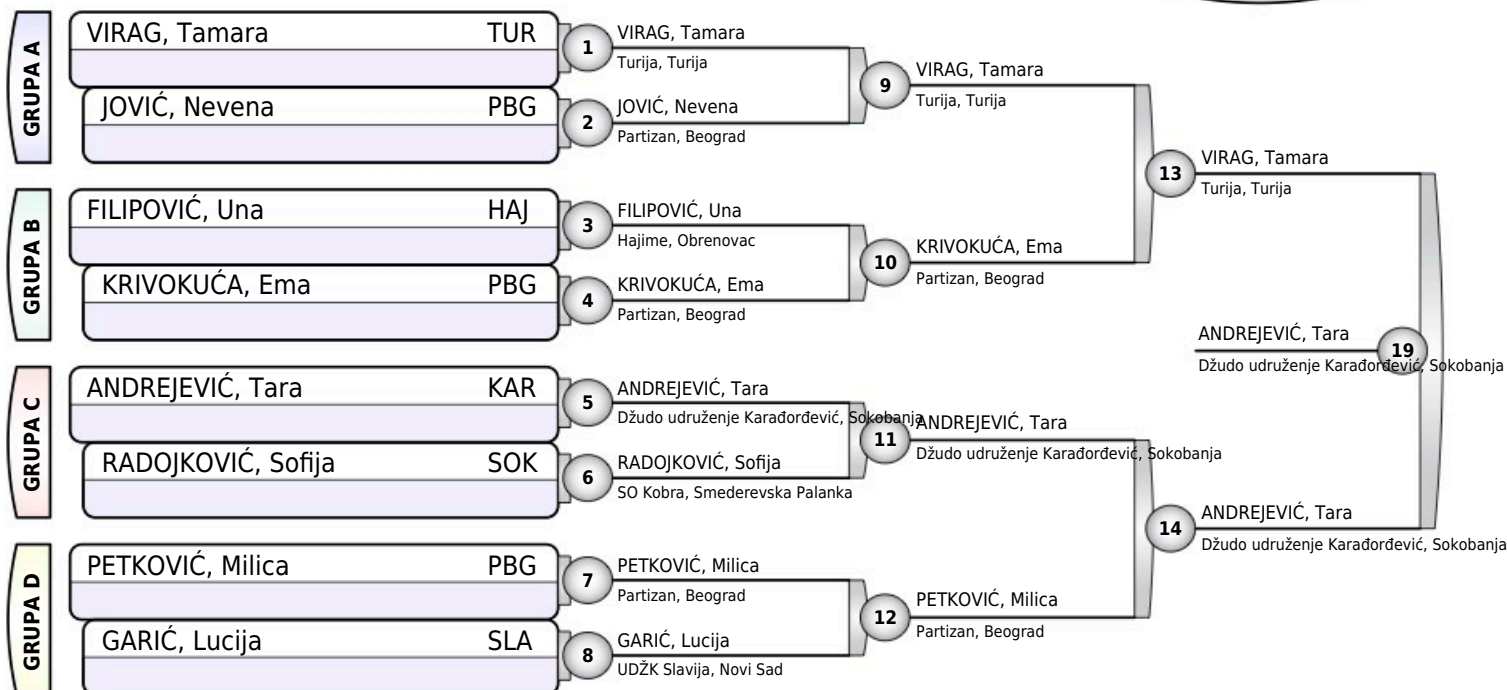 GRUPA A
VIRAG, Tamara TUR
JOVIĆ, Nevena PBG
1
VIRAG, Tamara
Turija, Turija
2
JOVIĆ, Nevena
Partizan, Beograd
9
VIRAG, Tamara
Turija, Turija
GRUPA B
FILIPOVIĆ, Una HAJ
KRIVOKUĆA, Ema PBG
3
FILIPOVIĆ, Una
Hajime, Obrenovac
4
KRIVOKUĆA, Ema
Partizan, Beograd
10
KRIVOKUĆA, Ema
Partizan, Beograd
13
VIRAG, Tamara
Turija, Turija
GRUPA C
ANDREJEVIĆ, Tara KAR
RADOJKOVIĆ, Sofija SOK
5
ANDREJEVIĆ, Tara
Džudo udruženje Karađorđević, Sokobanja
6
RADOJKOVIĆ, Sofija
SO Kobra, Smederevska Palanka
11
ANDREJEVIĆ, Tara
Džudo udruženje Karađorđević, Sokobanja
GRUPA D
PETKOVIĆ, Milica PBG
GARIĆ, Lucija SLA
7
PETKOVIĆ, Milica
Partizan, Beograd
8
GARIĆ, Lucija
UDŽK Slavija, Novi Sad
12
PETKOVIĆ, Milica
Partizan, Beograd
14
ANDREJEVIĆ, Tara
Džudo udruženje Karađorđević, Sokobanja
19
ANDREJEVIĆ, Tara
Džudo udruženje Karađorđević, Sokobanja